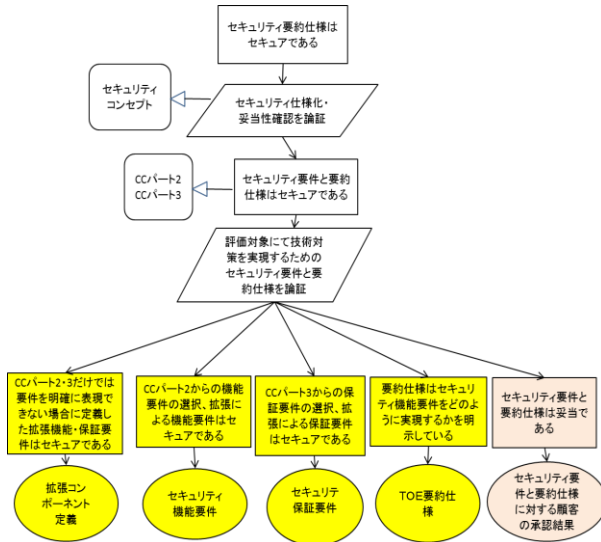 セキュリティ要約仕様は
セキュアである
セキュリティ
コンセプト
セキュリティ仕様化・
妥当性確認を論証
CCパート2
CCパート3
セキュリティ要件と要約
仕様はセキュアである
評価対象にて技術対
策を実現するための
セキュリティ要件と要
約仕様を論証
CCパート2・3だけでは
要件を明確に表現で
きない場合に定義し
た拡張機能・保証要
件はセキュアである
CCパート2からの機能
要件の選択、拡張に
よる機能要件はセ
キュアである
CCパート3からの保
証要件の選択、拡
張による保証要件
はセキュアである
要約仕様はセキュリ
ティ機能要件をどの
ように実現するかを明
示している
セキュリティ要件と
要約仕様は妥当で
ある
拡張コン
ポーネント
定義
セキュリティ
機能要件
セキュリテ
保証要件
TOE要約仕
様
セキュリティ要
件と要約仕様
に対する顧客
の承認結果